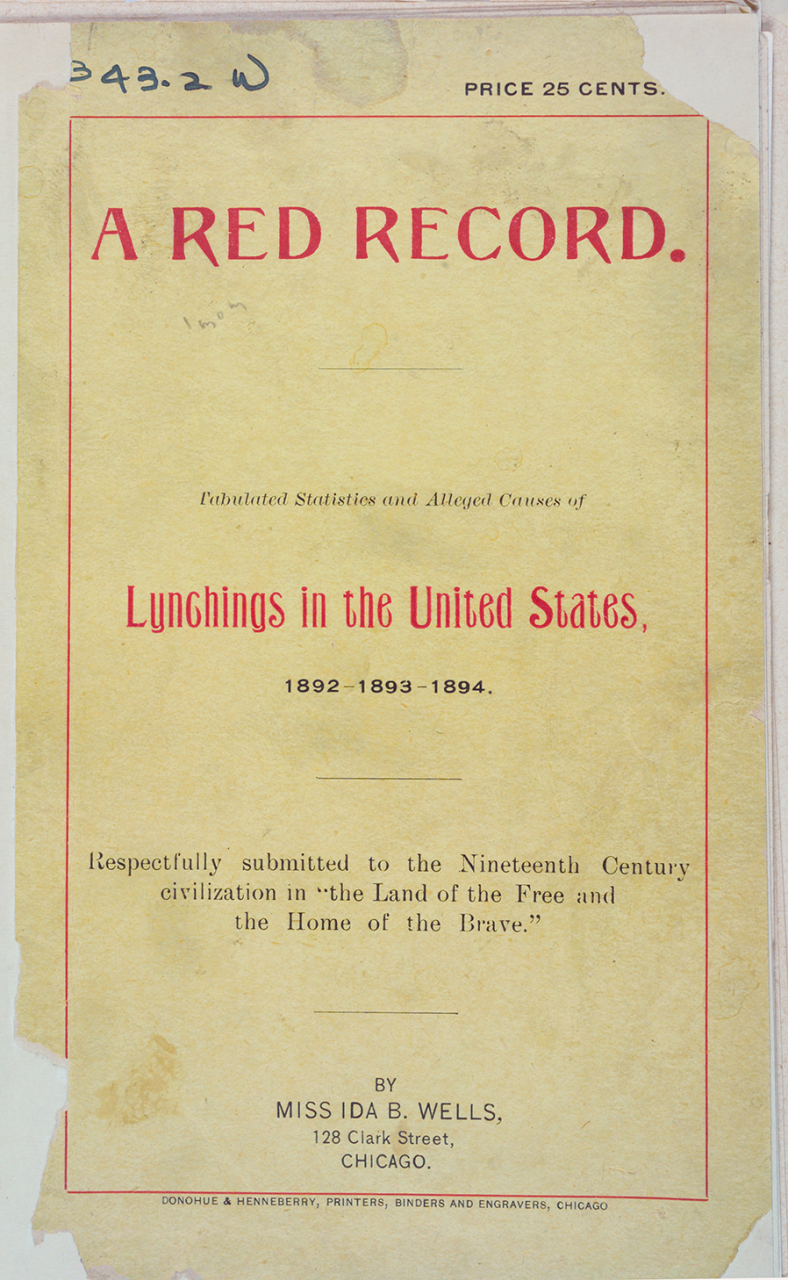 343.2 W
PRICE 25 CENTS.
A RED RECORD.
Tabulated Statistics and Alleged Causes of
Lynchings in the United States,
1892-1893-1894.
Respectfully submitted to the Nineteenth Century
civilization in "the Land of the Free and
the Home of the Brave."
BY
MISS IDA B. WELLS,
128 Clark Street,
CHICAGO.
DONOHUE & HENNEBERRY, PRINTERS, BINDERS AND ENGRAVERS, CHICAGO